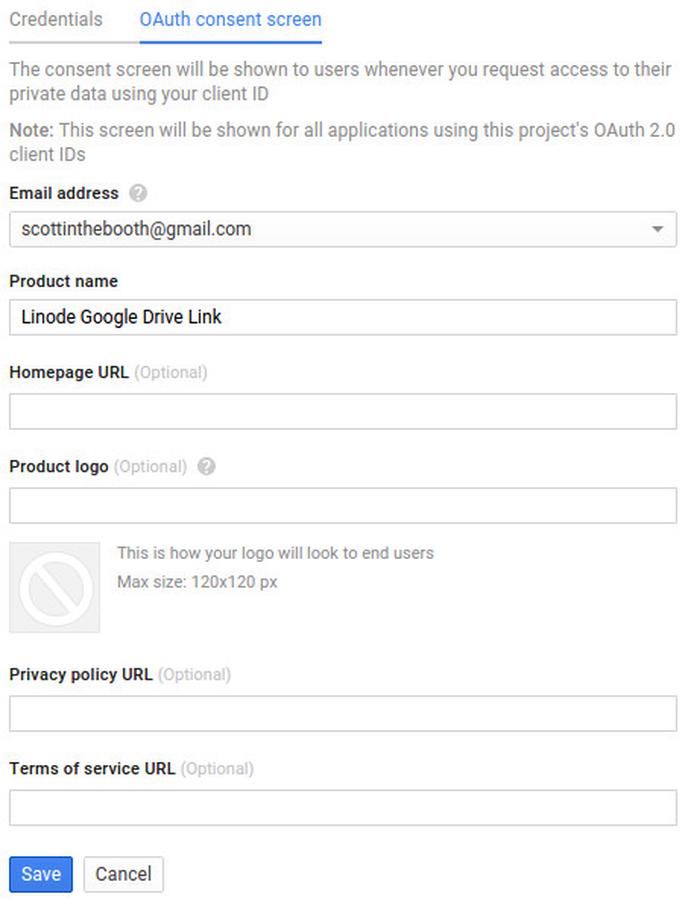 Credentials OAuth consent screen
The consent screen will be shown to users whenever you request access to their
private data using your client ID
Note: This screen will be shown for all applications using this project's OAuth 2.0
client IDs
Email address ?
scottinthebooth@gmail.com
Product name
Linode Google Drive Link
Homepage URL (Optional)
Product logo (Optional) ?
This is how your logo will look to end users
Max size: 120x120 px
Privacy policy URL (Optional)
Terms of service URL (Optional)
Save Cancel